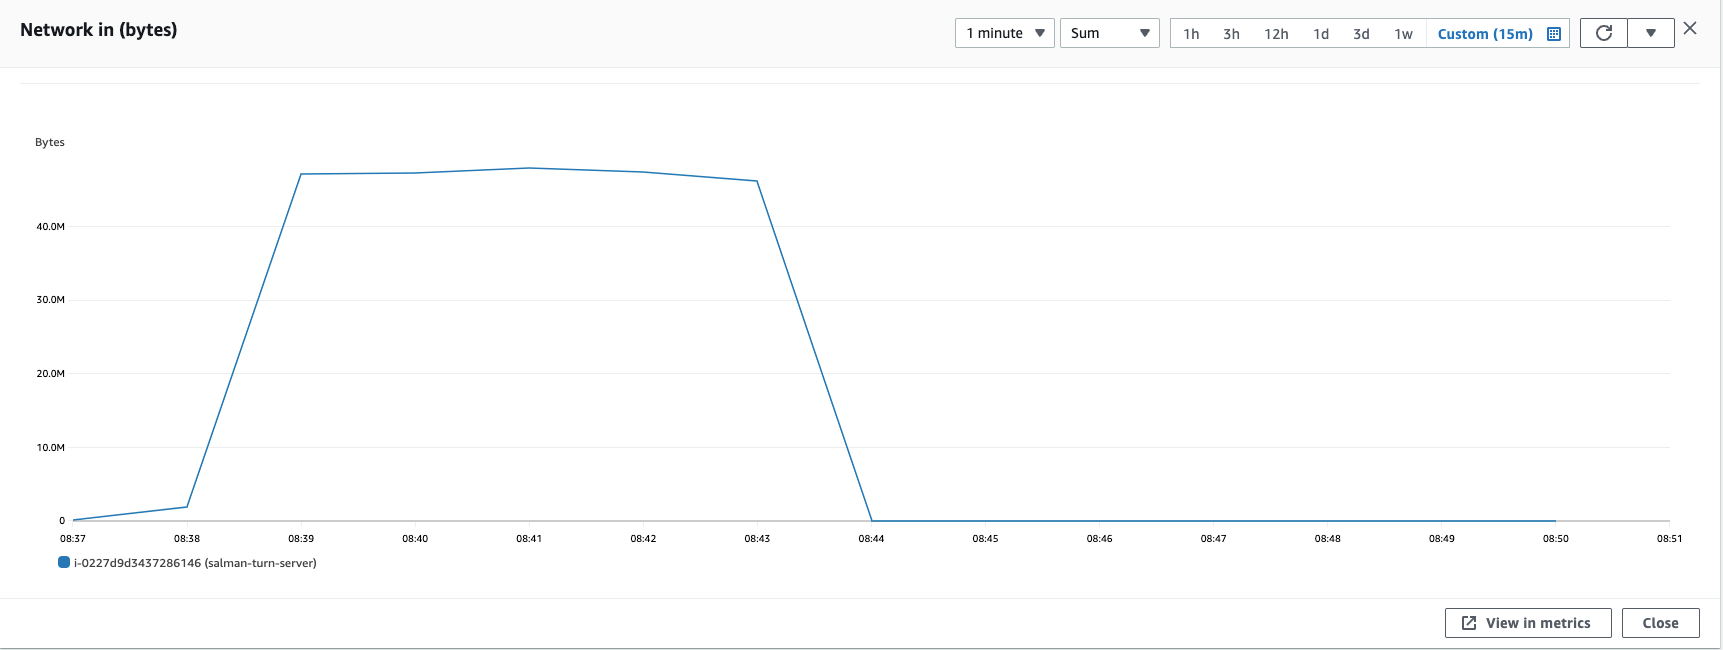 Network in (bytes)
1 minute
Sum
1h 3h 12h 1d 3d 1w Custom (15m)
Bytes
40.0M
30.0M
20.0M
10.0M
0
08:37 08:38 08:39 08:40 08:41 08:42 08:43 08:44 08:45 08:46 08:47 08:48 08:49 08:50 08:51
i-0227d9d3437286146 (salman-turn-server)
View in metrics
Close